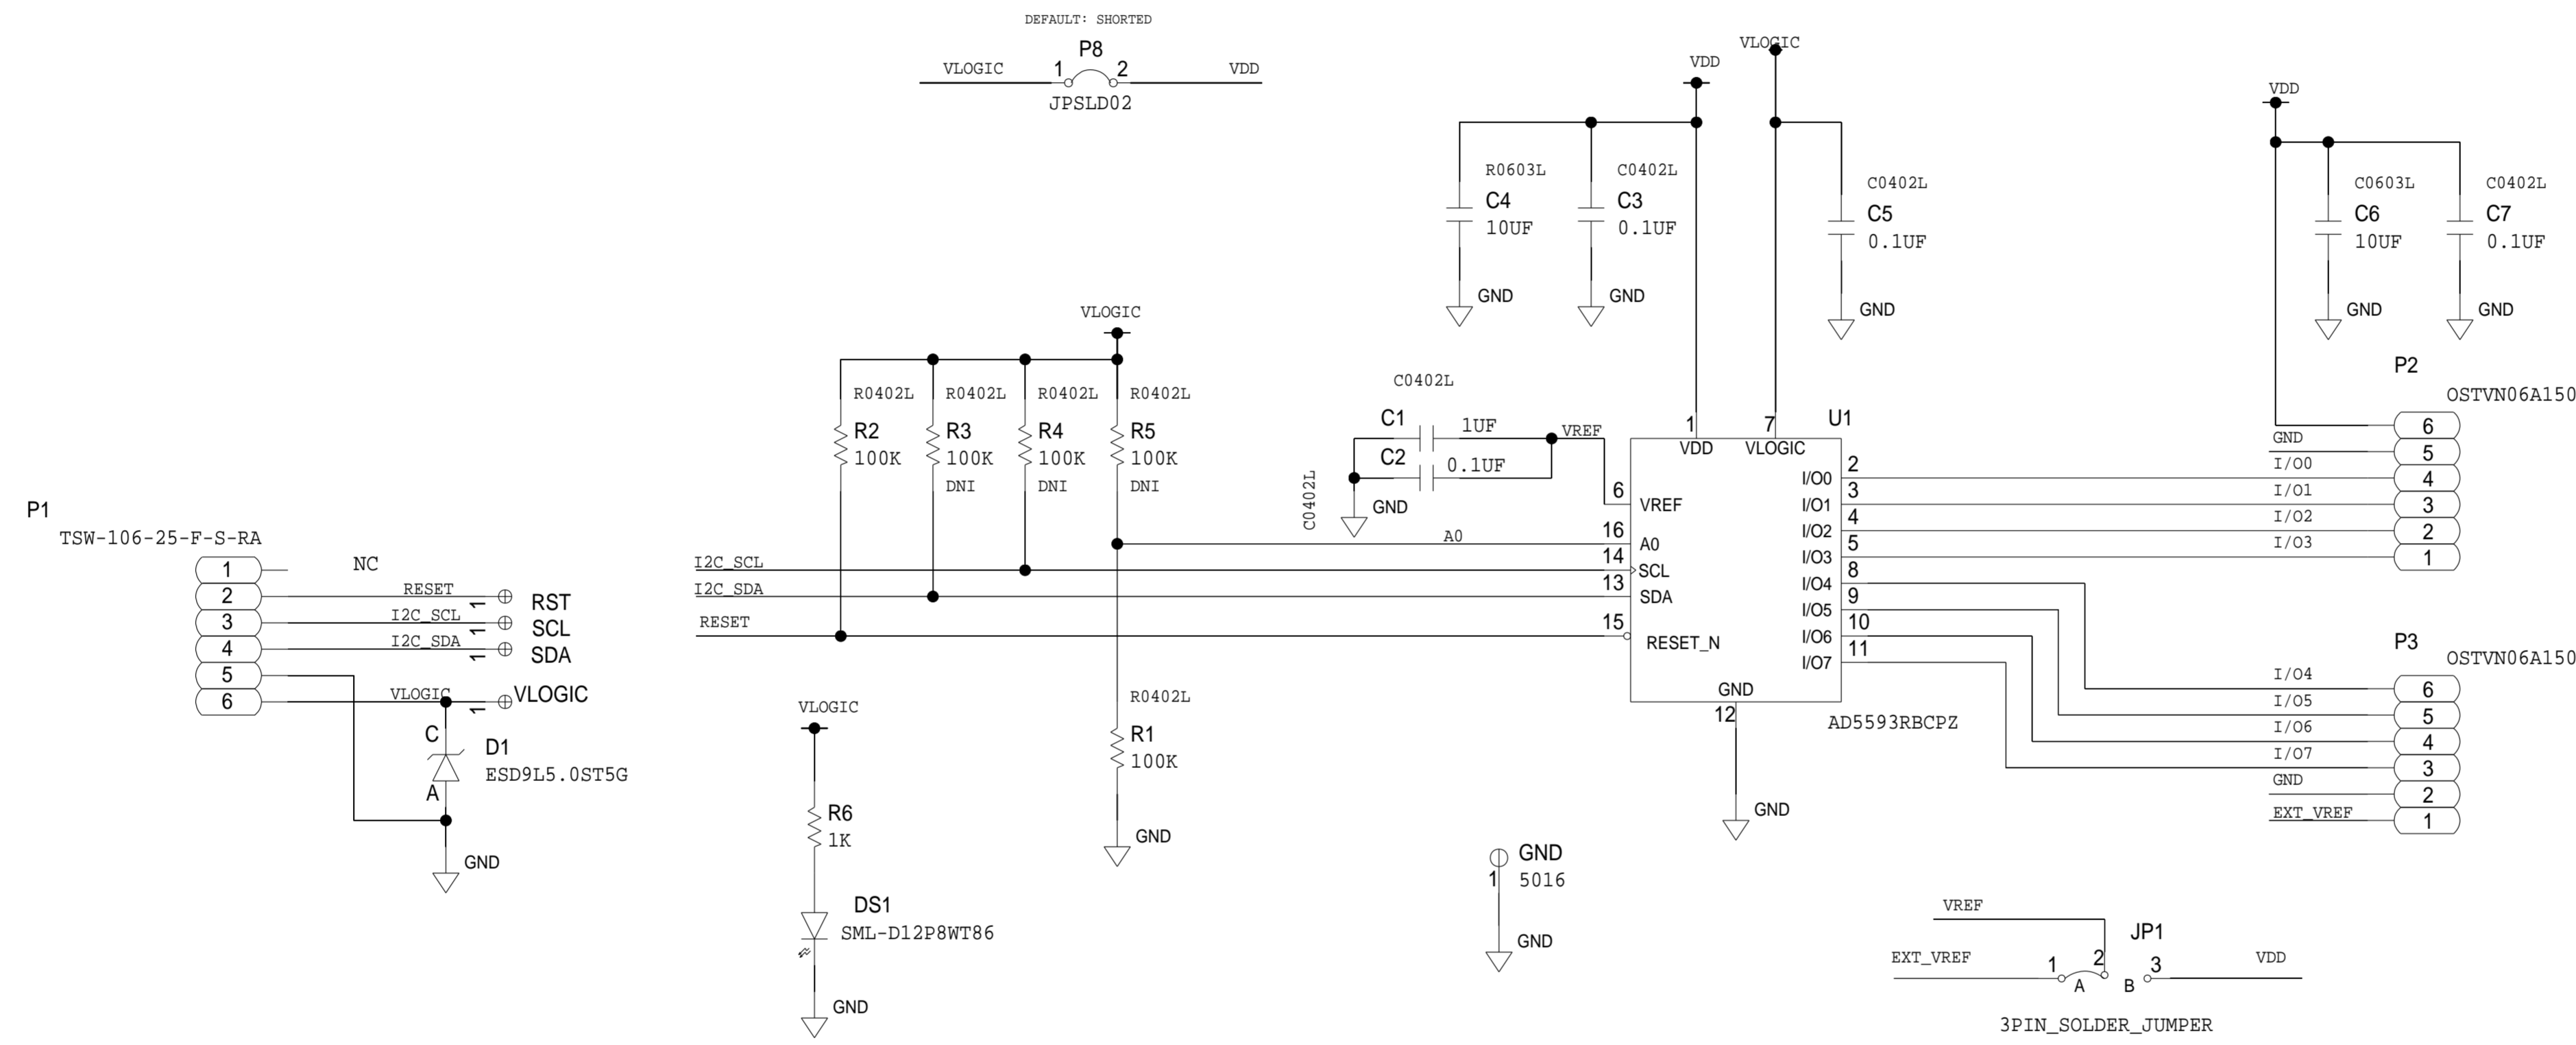 DEFAULT: SHORTED
P8
VLOGIC 1 2 VDD
JPSLD02
VLOGIC
VDD
VDD
R0603L C0402L
C4 C3
10UF 0.1UF
GND GND
C0402L
C5
0.1UF
GND
C0603L C0402L
C6 C7
10UF 0.1UF
GND GND
VLOGIC
R0402L R0402L R0402L R0402L
R2 R3 R4 R5
100K 100K 100K 100K
DNI DNI DNI
C0402L
C1 1UF VREF
C2 0.1UF
C0402L
GND
P1
TSW-106-25-F-S-RA
1 NC
2 RESET 1 RST
3 I2C_SCL 1 SCL
4 I2C_SDA 1 SDA
5
6 VLOGIC 1 VLOGIC
C
D1
ESD9L5.0ST5G
A
GND
I2C_SCL
I2C_SDA
RESET
A0
R0402L
R1
100K
GND
VLOGIC
R6
1K
DS1
SML-D12P8WT86
GND
U1
1 7
VDD VLOGIC
6 VREF
16 A0
14 SCL
13 SDA
15 RESET_N
I/O0 2
I/O1 3
I/O2 4
I/O3 5
I/O4 8
I/O5 9
I/O6 10
I/O7 11
GND
12
AD5593RBCPZ
GND
P2
OSTVN06A150
6
GND 5
I/O0 4
I/O1 3
I/O2 2
I/O3 1
P3
OSTVN06A150
I/O4 6
I/O5 5
I/O6 4
I/O7 3
GND 2
EXT_VREF 1
GND
1 5016
GND
VREF
JP1
EXT_VREF 1 2 3 VDD
A B
3PIN_SOLDER_JUMPER